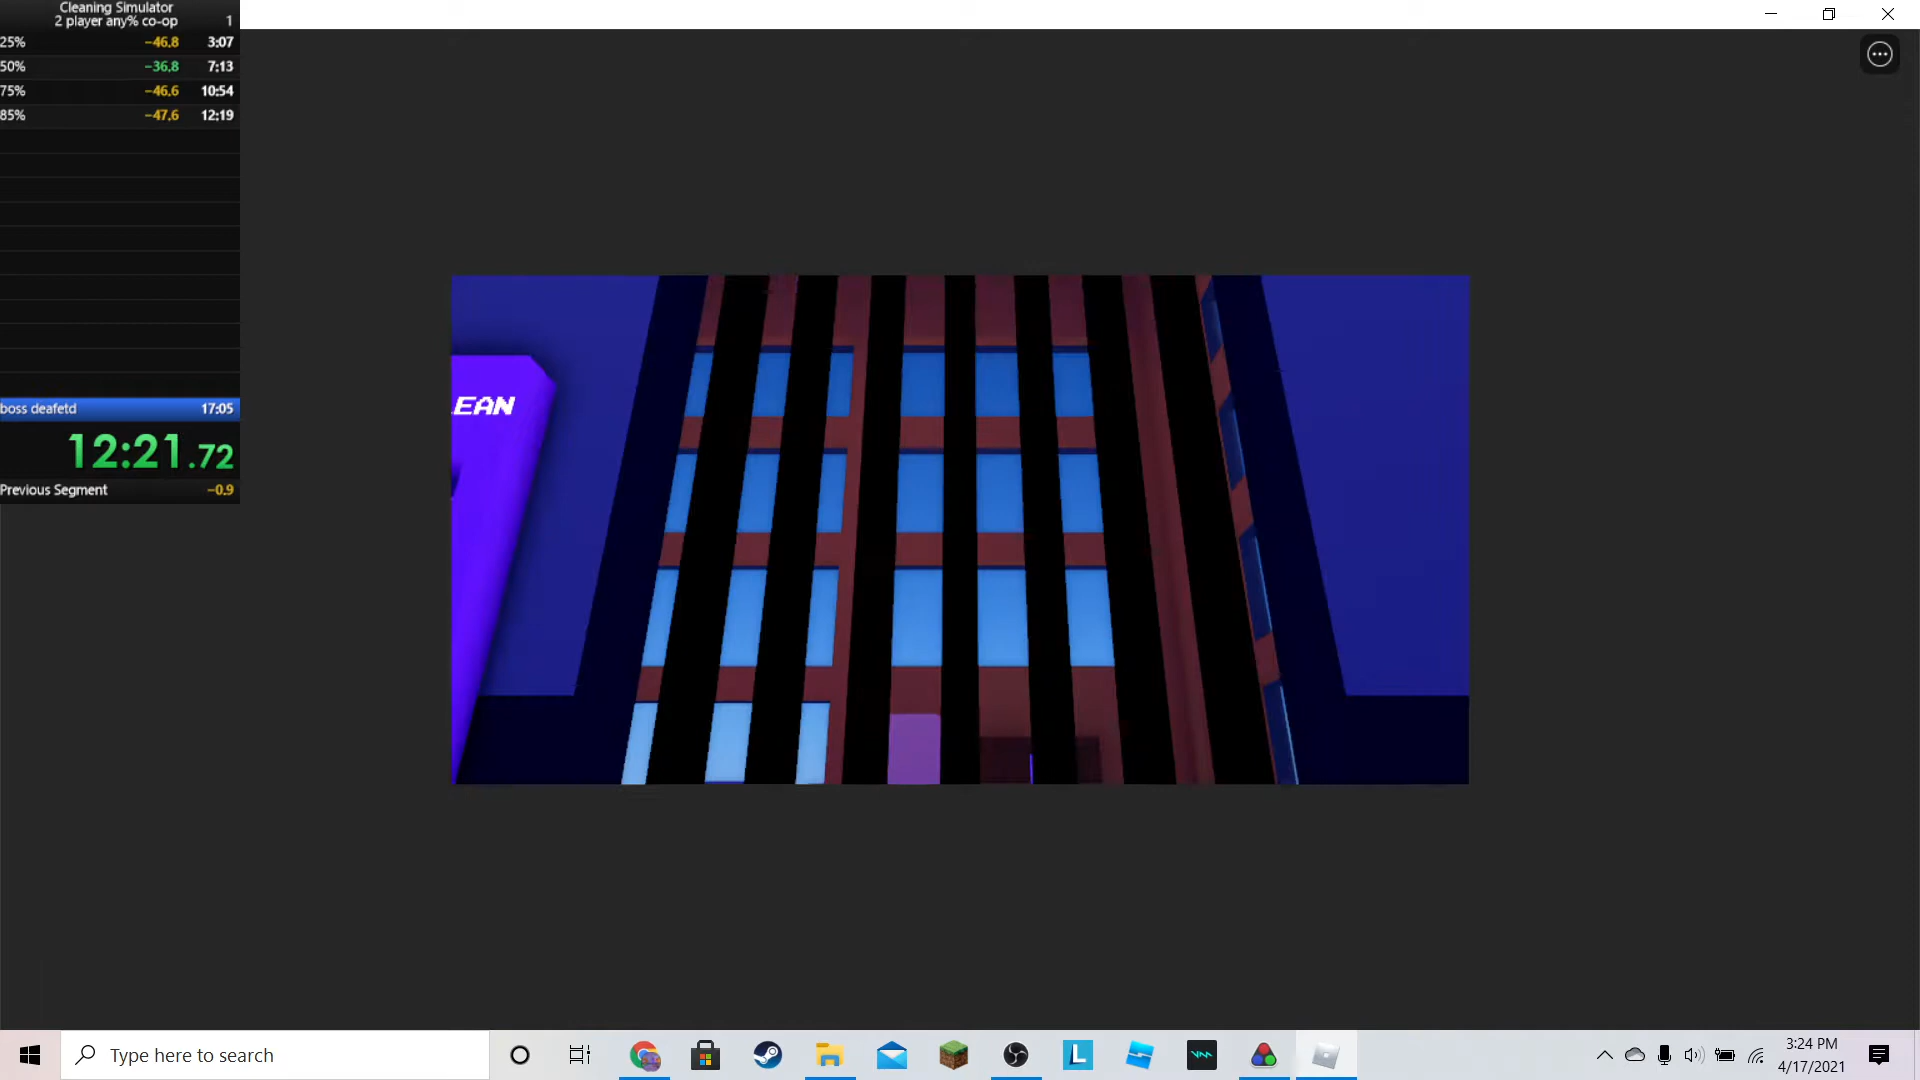 Cleaning Simulator
2 player any% co-op 1
25% −46.8 3:07
50% −36.8 7:13
75% −46.6 10:54
85% −47.6 12:19
boss deafetd 17:05
12:21.72
Previous Segment −0.9
LEAN
Type here to search
3:24 PM
4/17/2021